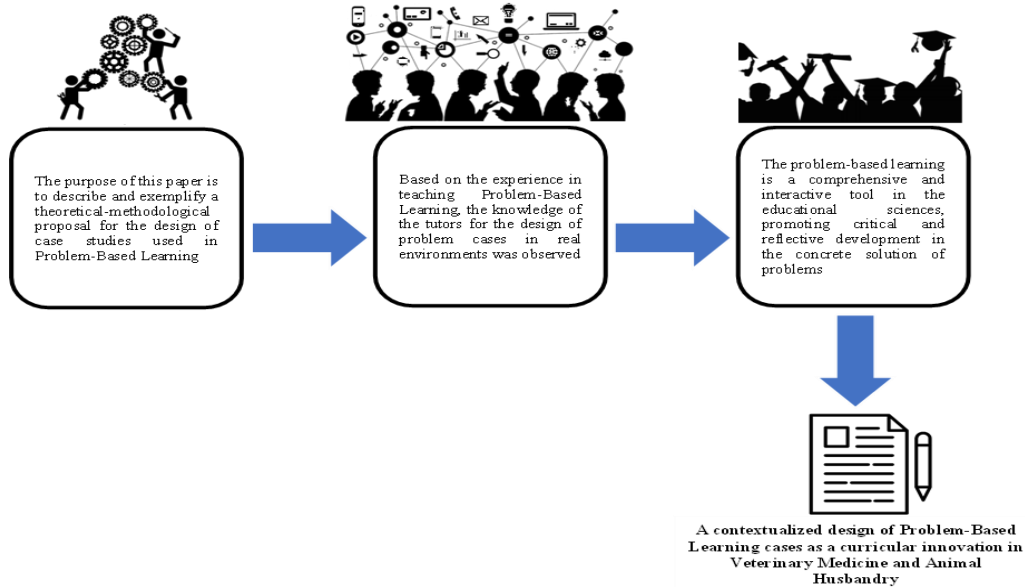 The purpose of this paper is
to describe and exemplify a
theoretical-methodological
proposal for the design of
case studies used in
Problem-Based Learning
Based on the experience in
teaching Problem-Based
Learning, the knowledge of
the tutors for the design of
problem cases in real
environments was observed
The problem-based learning
is a comprehensive and
interactive tool in the
educational sciences,
promoting critical and
reflective development in
the concrete solution of
problems
A contextualized design of Problem-Based
Learning cases as a curricular innovation in
Veterinary Medicine and Animal
Husbandry